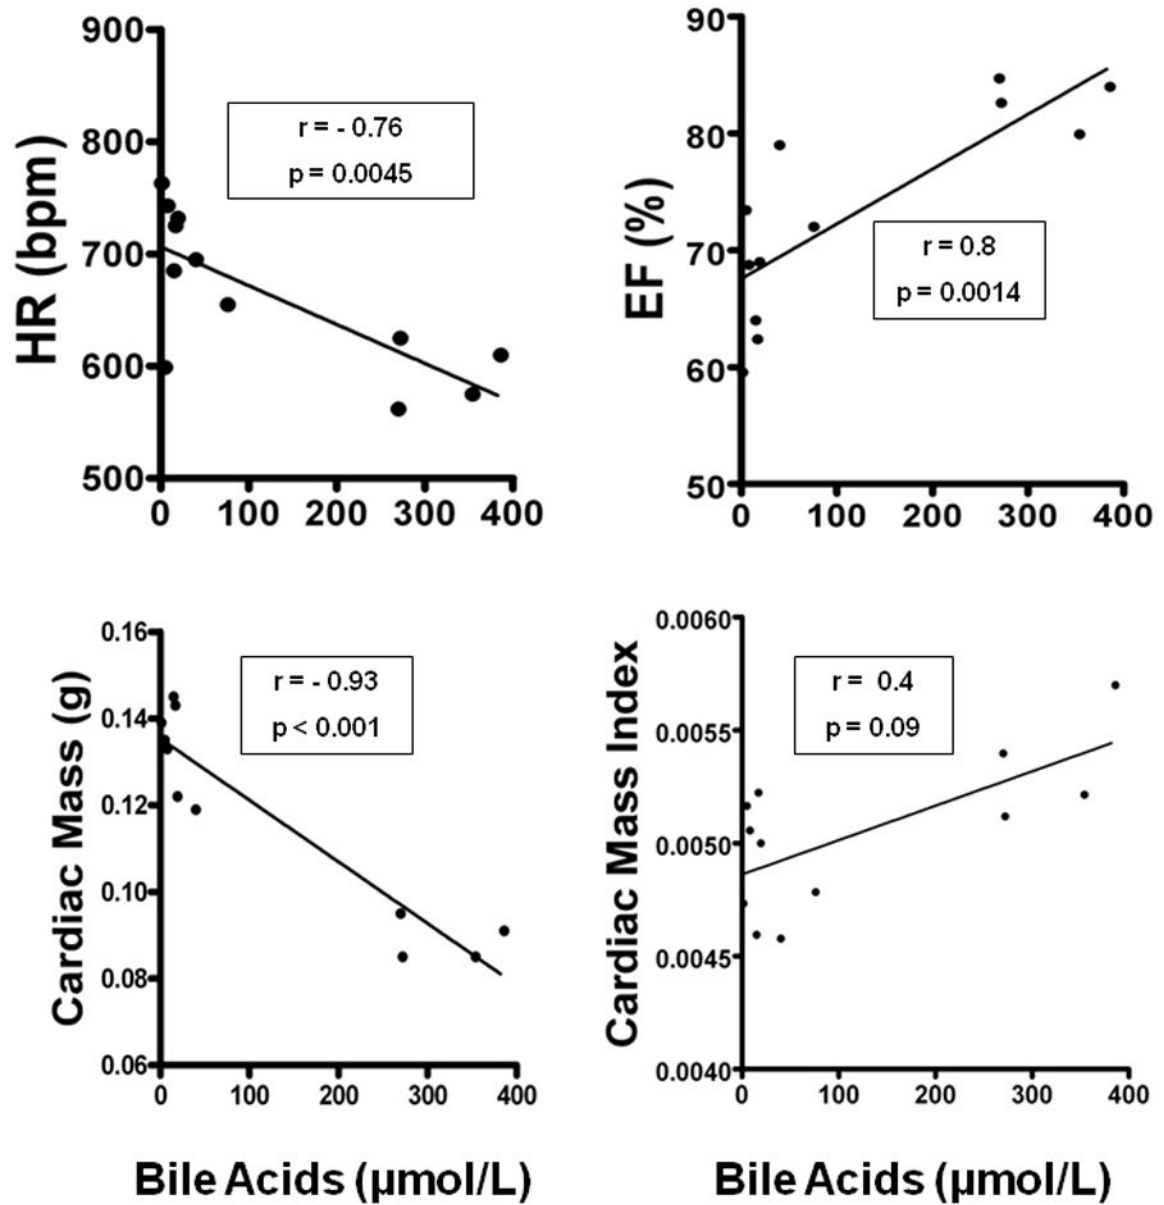 900
800
700
600
500
HR (bpm)
r = - 0.76
p = 0.0045
0 100 200 300 400
90
80
70
60
50
EF (%)
r = 0.8
p = 0.0014
0 100 200 300 400
0.16
0.14
0.12
0.10
0.08
0.06
Cardiac Mass (g)
r = - 0.93
p < 0.001
0 100 200 300 400
Bile Acids (µmol/L)
0.0060
0.0055
0.0050
0.0045
0.0040
Cardiac Mass Index
r = 0.4
p = 0.09
0 100 200 300 400
Bile Acids (µmol/L)